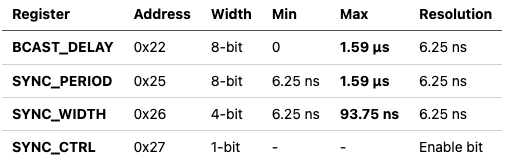 Register Address Width Min Max Resolution
BCAST_DELAY 0x22 8-bit 0 1.59 µs 6.25 ns
SYNC_PERIOD 0x25 8-bit 6.25 ns 1.59 µs 6.25 ns
SYNC_WIDTH 0x26 4-bit 6.25 ns 93.75 ns 6.25 ns
SYNC_CTRL 0x27 1-bit - - Enable bit